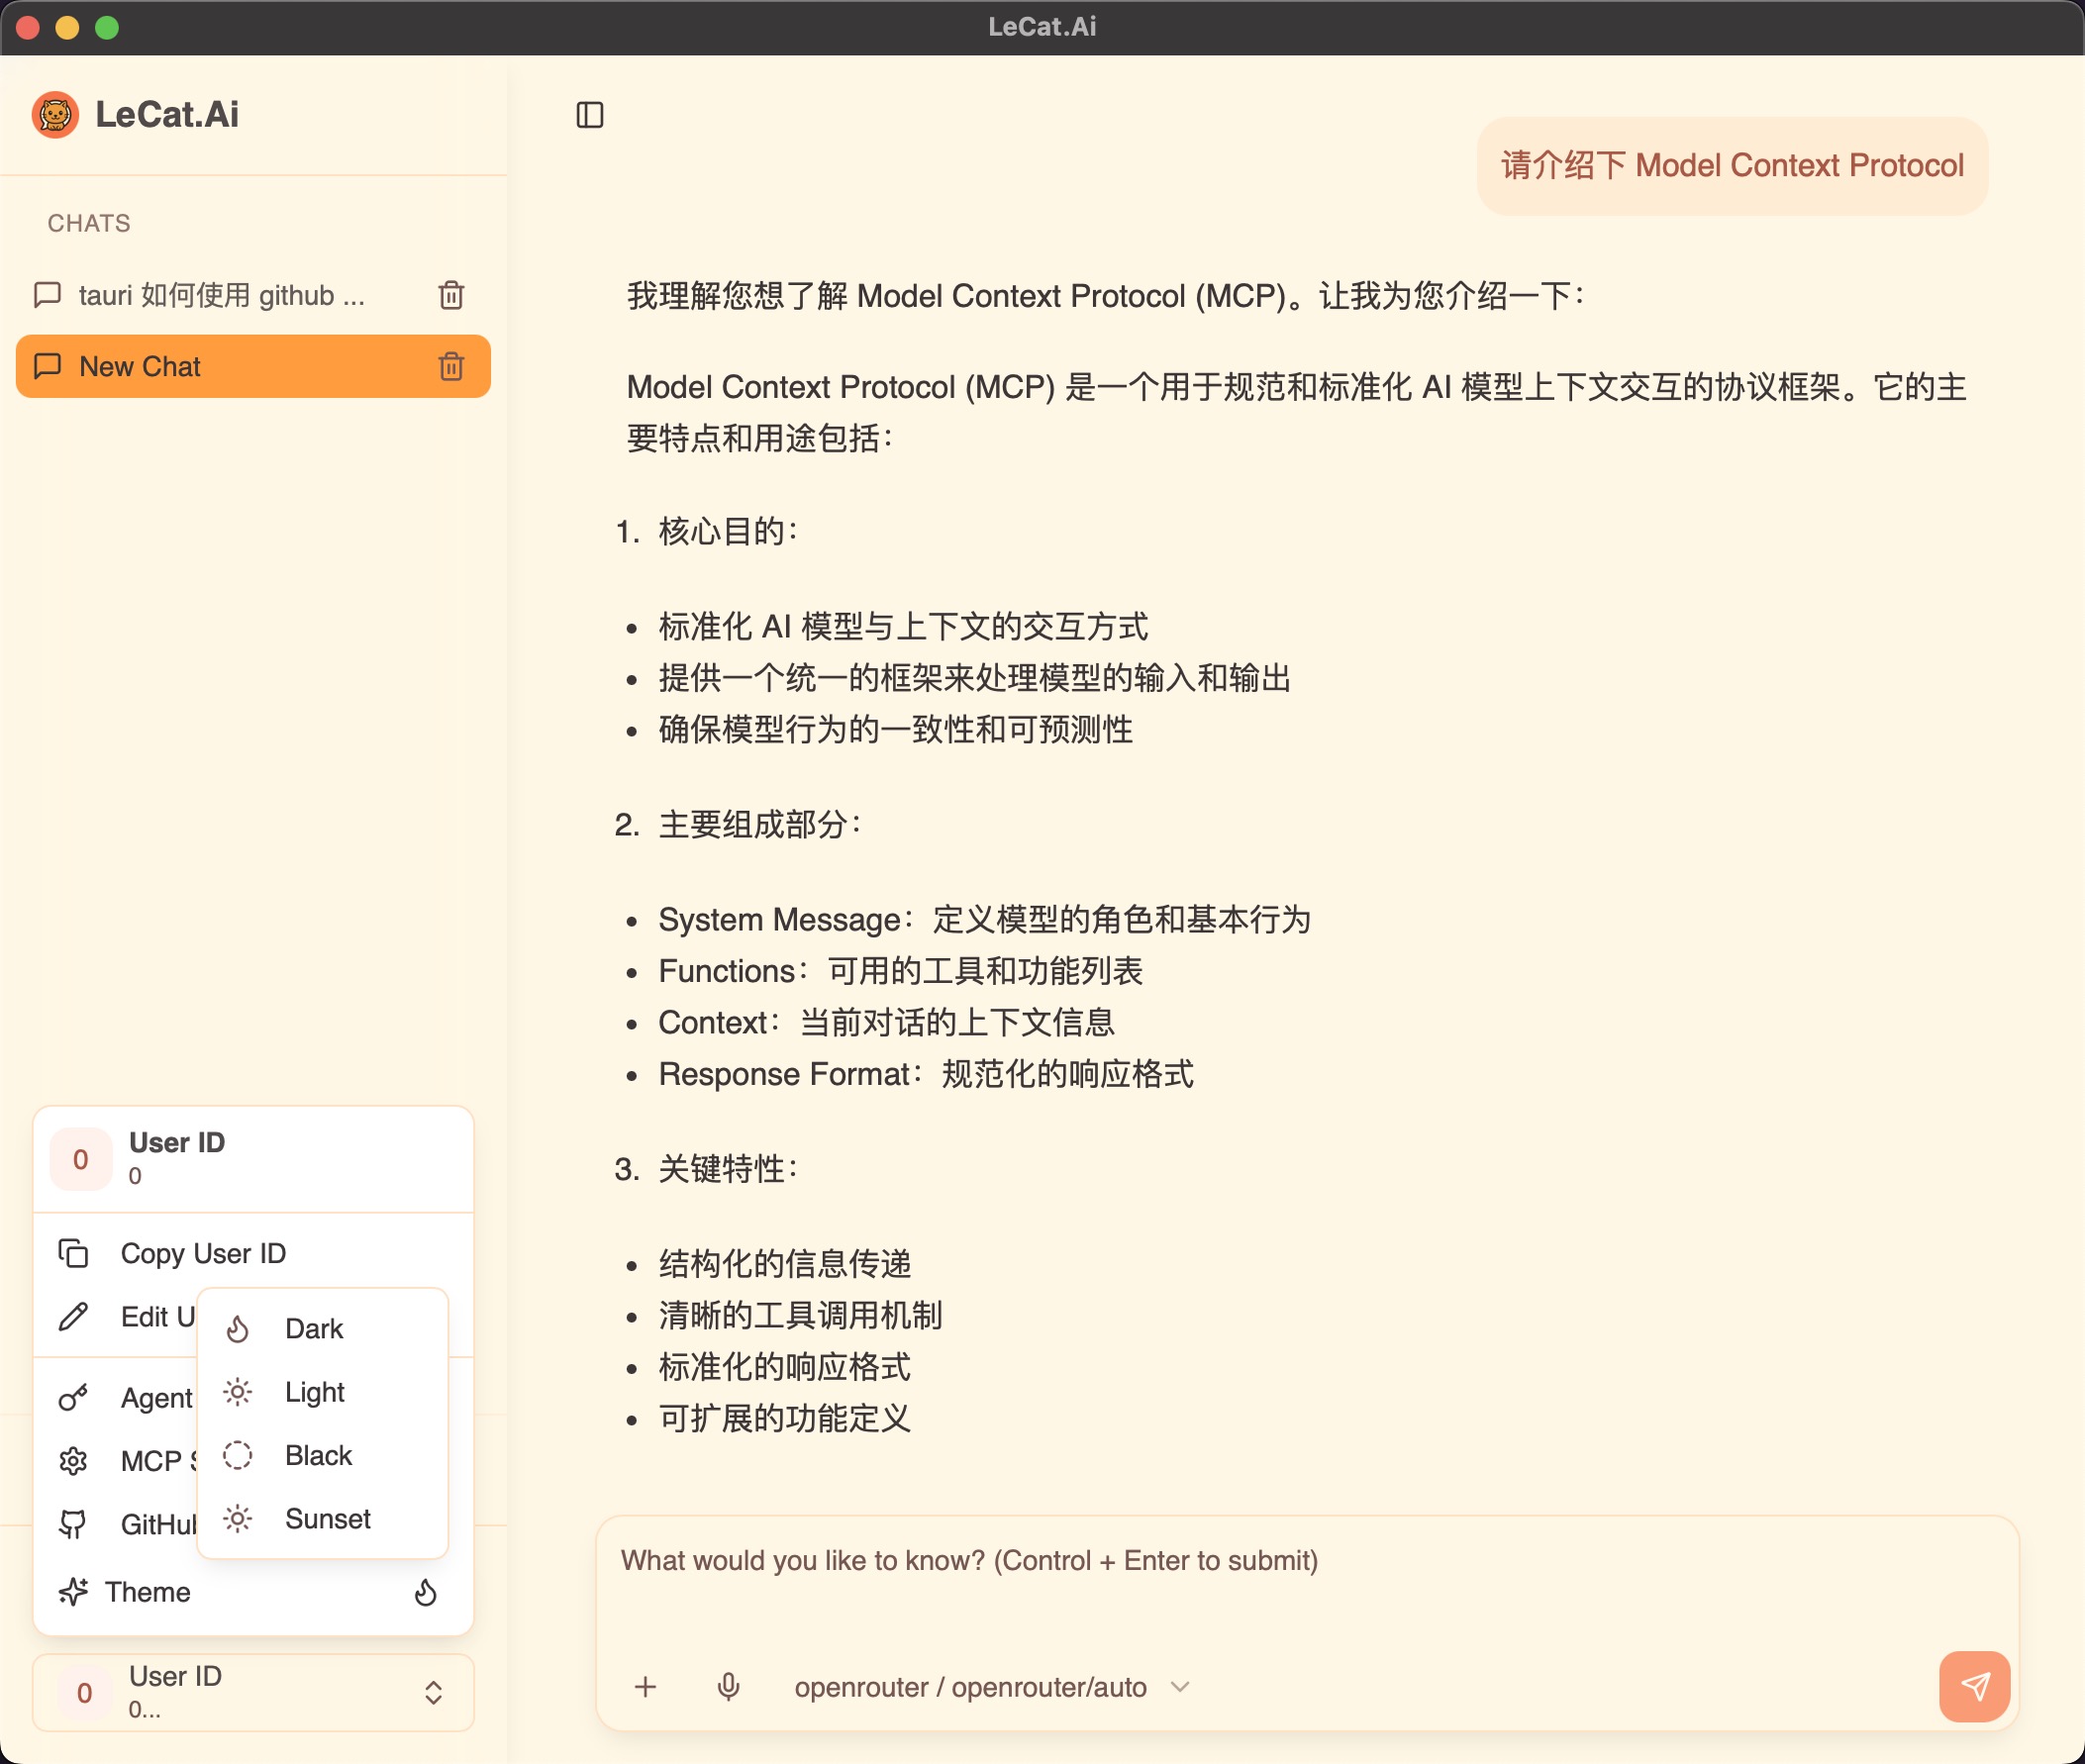 LeCat.Ai
LeCat.Ai
CHATS
tauri 如何使用 github ...
New Chat
0
User ID
0
Copy User ID
Edit U
Agent
MCP
GitHub
Theme
Dark
Light
Black
Sunset
0
User ID
0...
请介绍下 Model Context Protocol
我理解您想了解 Model Context Protocol (MCP)。让我为您介绍一下：
Model Context Protocol (MCP) 是一个用于规范和标准化 AI 模型上下文交互的协议框架。它的主
要特点和用途包括：
1. 核心目的：
• 标准化 AI 模型与上下文的交互方式
• 提供一个统一的框架来处理模型的输入和输出
• 确保模型行为的一致性和可预测性
2. 主要组成部分：
• System Message：定义模型的角色和基本行为
• Functions：可用的工具和功能列表
• Context：当前对话的上下文信息
• Response Format：规范化的响应格式
3. 关键特性：
• 结构化的信息传递
• 清晰的工具调用机制
• 标准化的响应格式
• 可扩展的功能定义
What would you like to know? (Control + Enter to submit)
openrouter / openrouter/auto